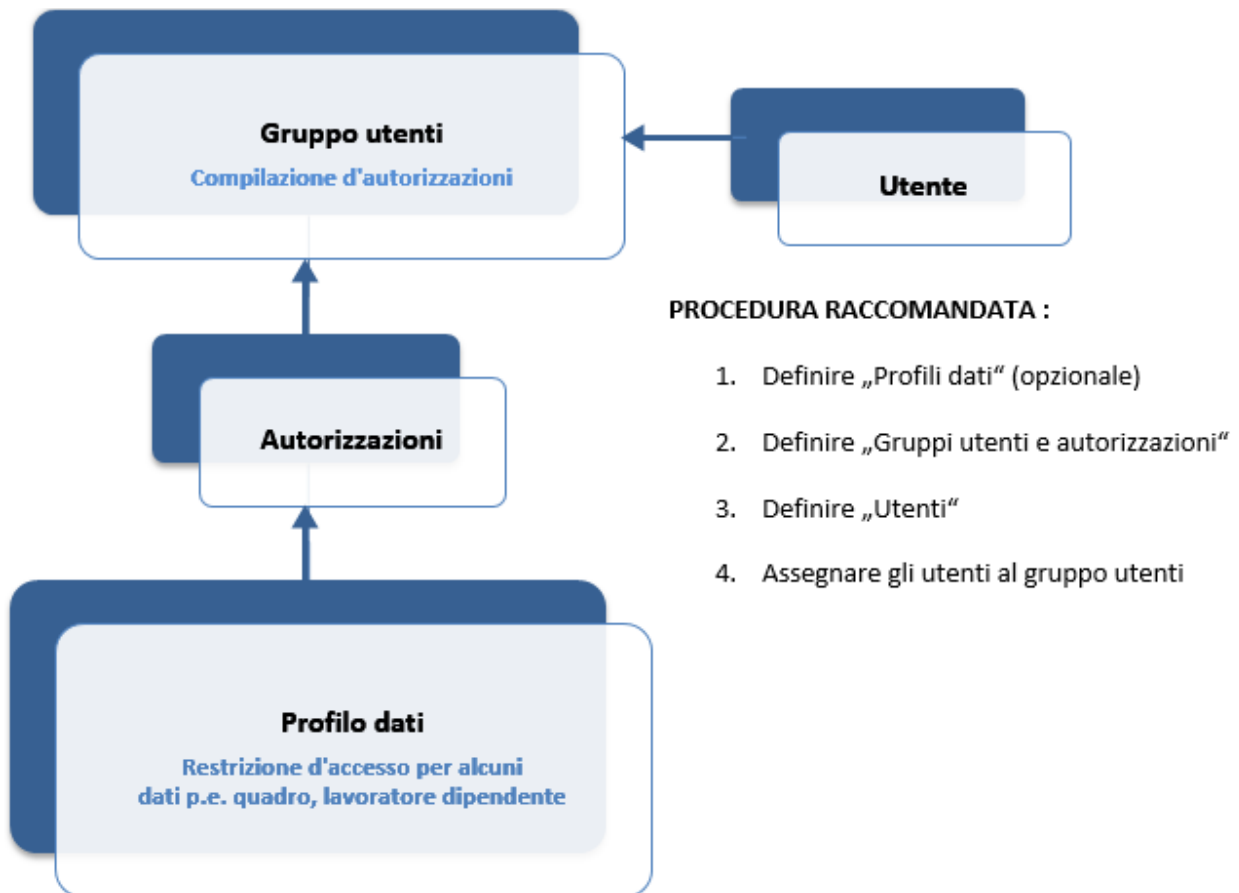 Gruppo utenti
Compilazione d'autorizzazioni
Utente
PROCEDURA RACCOMANDATA :
1. Definire „Profili dati“ (opzionale)
2. Definire „Gruppi utenti e autorizzazioni“
3. Definire „Utenti“
4. Assegnare gli utenti al gruppo utenti
Autorizzazioni
Profilo dati
Restrizione d'accesso per alcuni
dati p.e. quadro, lavoratore dipendente